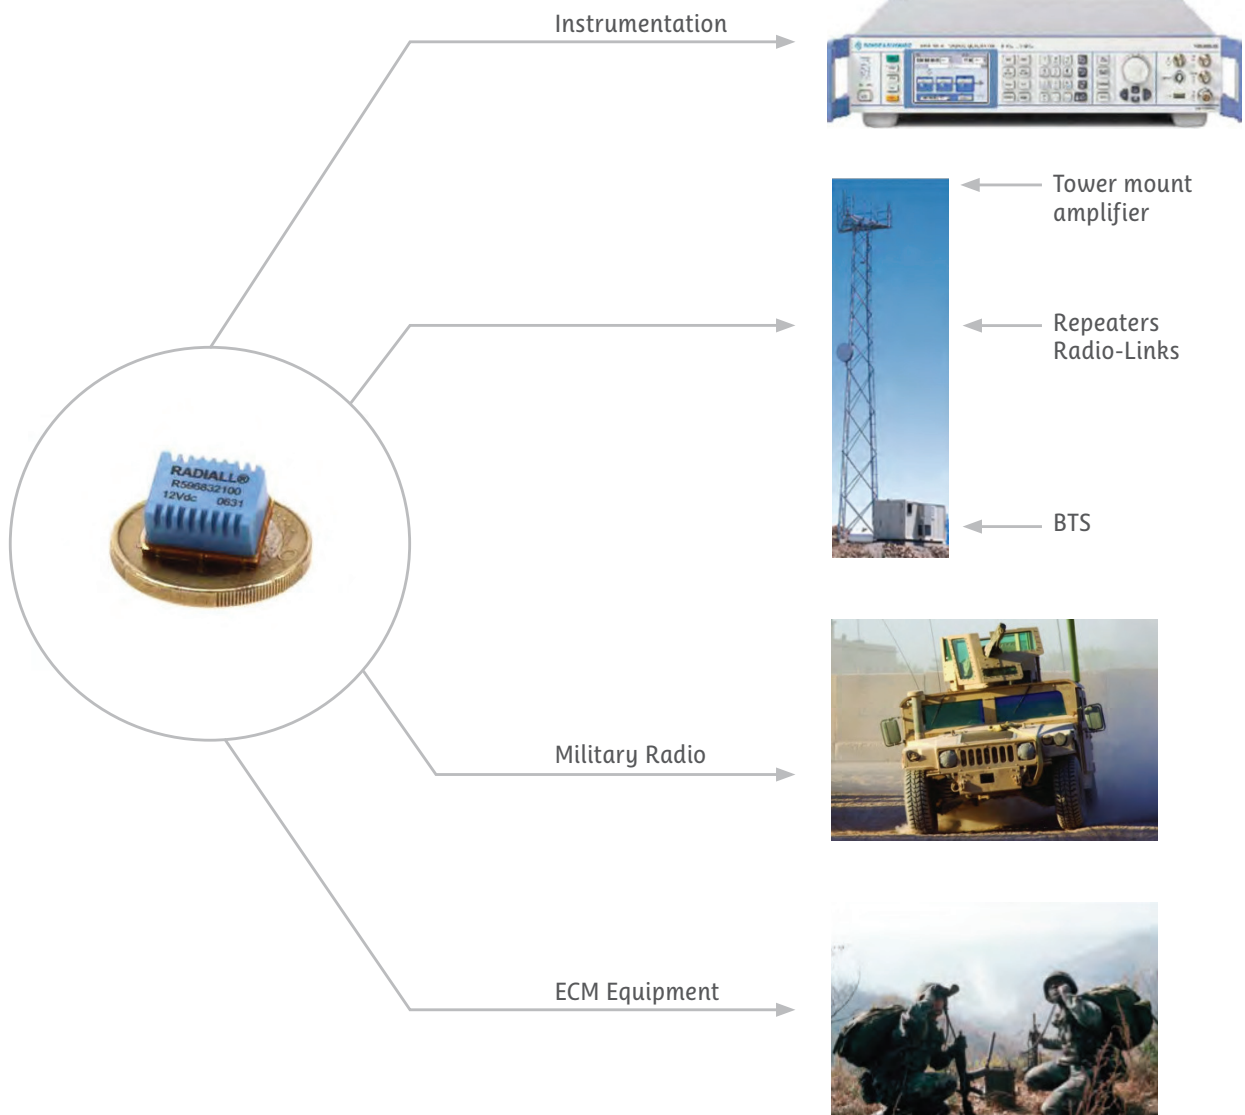 Instrumentation
Tower mount
amplifier
Repeaters
Radio-Links
RADIALL®
R596832100
12Vdc 0631
BTS
Military Radio
ECM Equipment